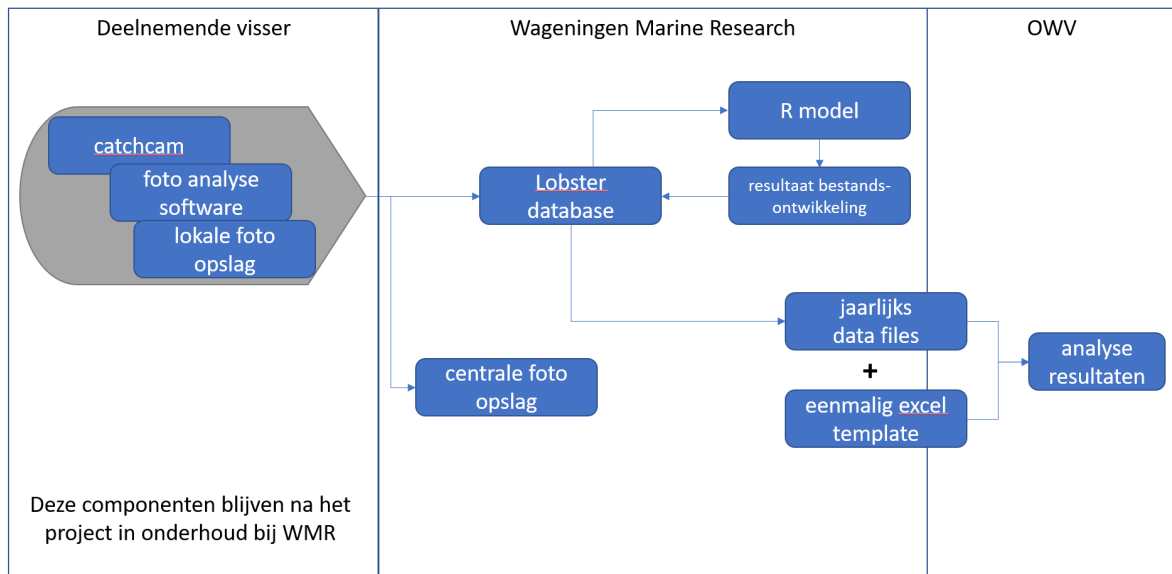 Deelnemende visser
catchcam
foto analyse
software
lokale foto
opslag
Deze componenten blijven na het
project in onderhoud bij WMR
Wageningen Marine Research
R model
Lobster
database
resultaat bestands-
ontwikkeling
jaarlijks
data files
+
eenmalig excel
template
centrale foto
opslag
OWV
analyse
resultaten